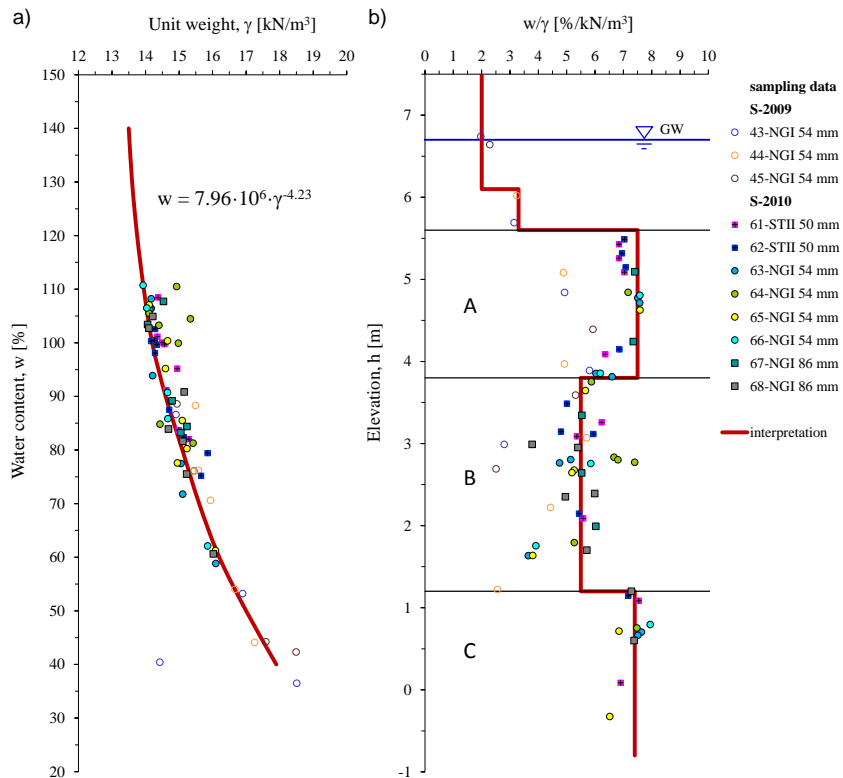 a)
Unit weight, γ [kN/m³]
12 13 14 15 16 17 18 19 20
150
140
130
120
110
100
90
80
70
60
50
40
30
20
Water content, w [%]
w = 7.96·10⁶·γ⁻⁴·²³
b)
w/γ [%/kN/m³]
0 1 2 3 4 5 6 7 8 9 10
7
6
5
4
3
2
1
0
-1
Elevation, h [m]
GW
A
B
C
sampling data
S-2009
43-NGI 54 mm
44-NGI 54 mm
45-NGI 54 mm
S-2010
61-STII 50 mm
62-STII 50 mm
63-NGI 54 mm
64-NGI 54 mm
65-NGI 54 mm
66-NGI 54 mm
67-NGI 86 mm
68-NGI 86 mm
interpretation